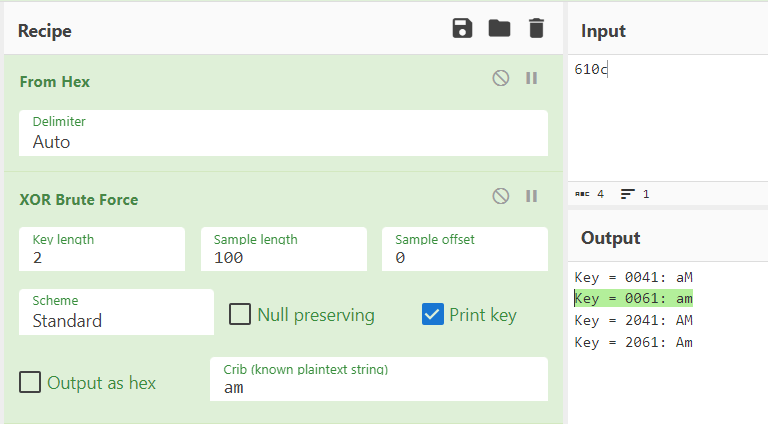 Recipe
From Hex
Delimiter
Auto
XOR Brute Force
Key length
2
Sample length
100
Sample offset
0
Scheme
Standard
Null preserving
Print key
Output as hex
Crib (known plaintext string)
am
Input
610c
ABC 4 1
Output
Key = 0041: aM
Key = 0061: am
Key = 2041: AM
Key = 2061: Am